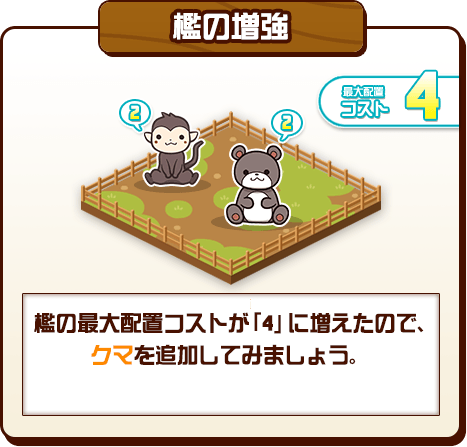 檻の増強
最大配置
コスト 4
2
2
檻の最大配置コストが「4」に増えたので、
クマを追加してみましょう。